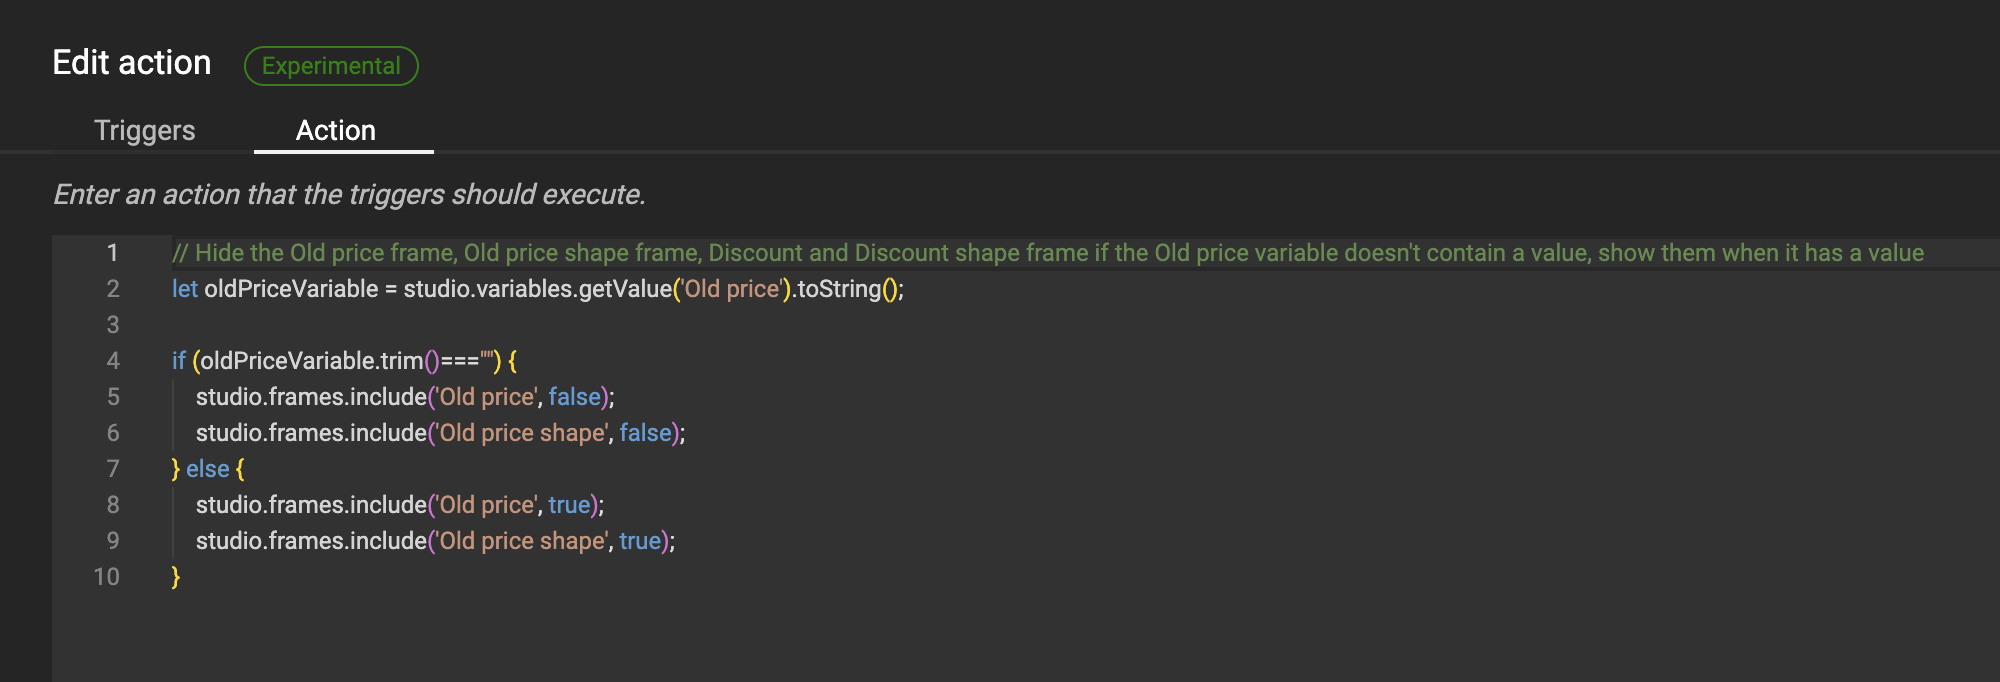 Edit action Experimental
Triggers Action
Enter an action that the triggers should execute.
1 // Hide the Old price frame, Old price shape frame, Discount and Discount shape frame if the Old price variable doesn't contain a value, show them when it has a value
2 let oldPriceVariable = studio.variables.getValue('Old price').toString();
3
4 if (oldPriceVariable.trim()==="") {
5 studio.frames.include('Old price', false);
6 studio.frames.include('Old price shape', false);
7 } else {
8 studio.frames.include('Old price', true);
9 studio.frames.include('Old price shape', true);
10 }